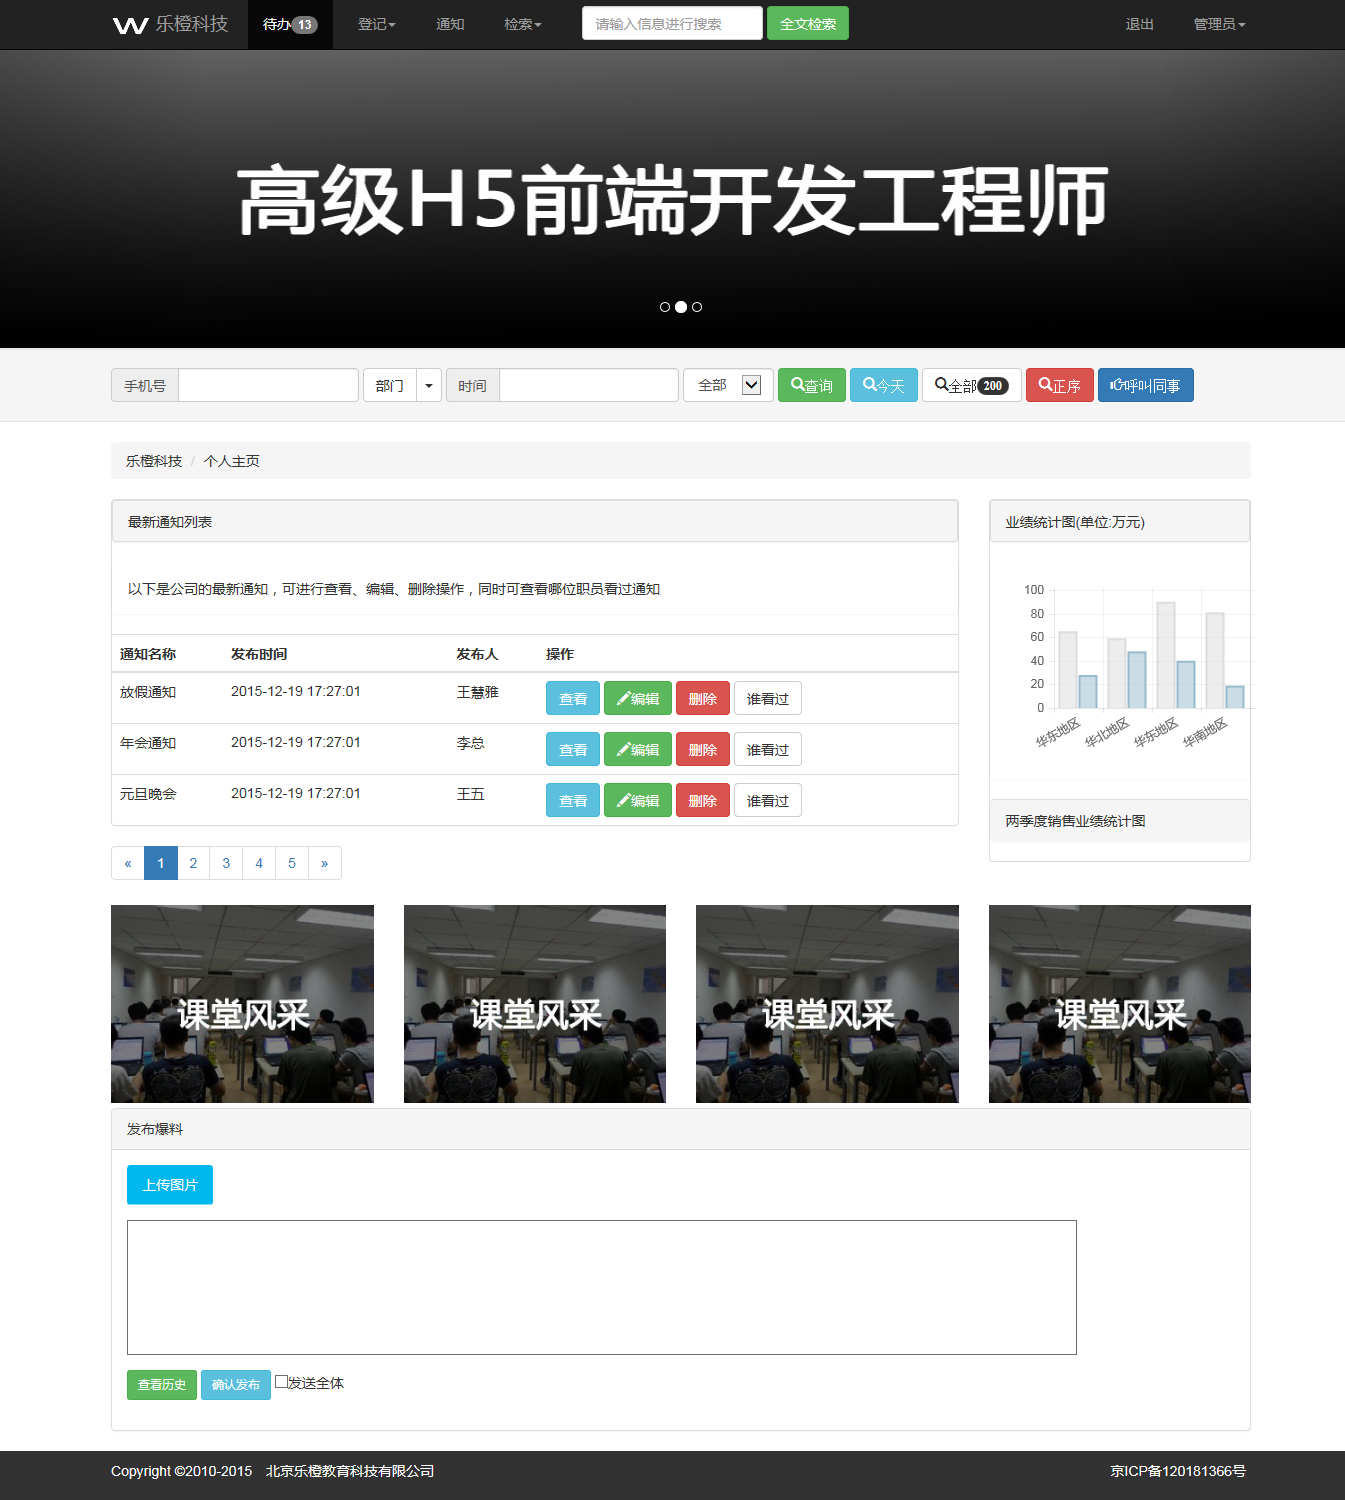 W 乐橙科技 待办13 登记 通知 检索 请输入信息进行搜索 全文检索 退出 管理员
高级H5前端开发工程师
手机号 部门 时间 全部 查询 今天 全部200 正序 呼叫同事
乐橙科技 / 个人主页
最新通知列表
以下是公司的最新通知，可进行查看、编辑、删除操作，同时可查看哪位职员看过通知
通知名称 发布时间 发布人 操作
放假通知 2015-12-19 17:27:01 王慧雅 查看 编辑 删除 谁看过
年会通知 2015-12-19 17:27:01 李总 查看 编辑 删除 谁看过
元旦晚会 2015-12-19 17:27:01 王五 查看 编辑 删除 谁看过
« 1 2 3 4 5 »
业绩统计图(单位:万元)
100
80
60
40
20
0
华东地区 华北地区 华东地区 华南地区
两季度销售业绩统计图
课堂风采 课堂风采 课堂风采 课堂风采
发布爆料
上传图片
查看历史 确认发布 发送全体
Copyright ©2010-2015 北京乐橙教育科技有限公司 京ICP备120181366号